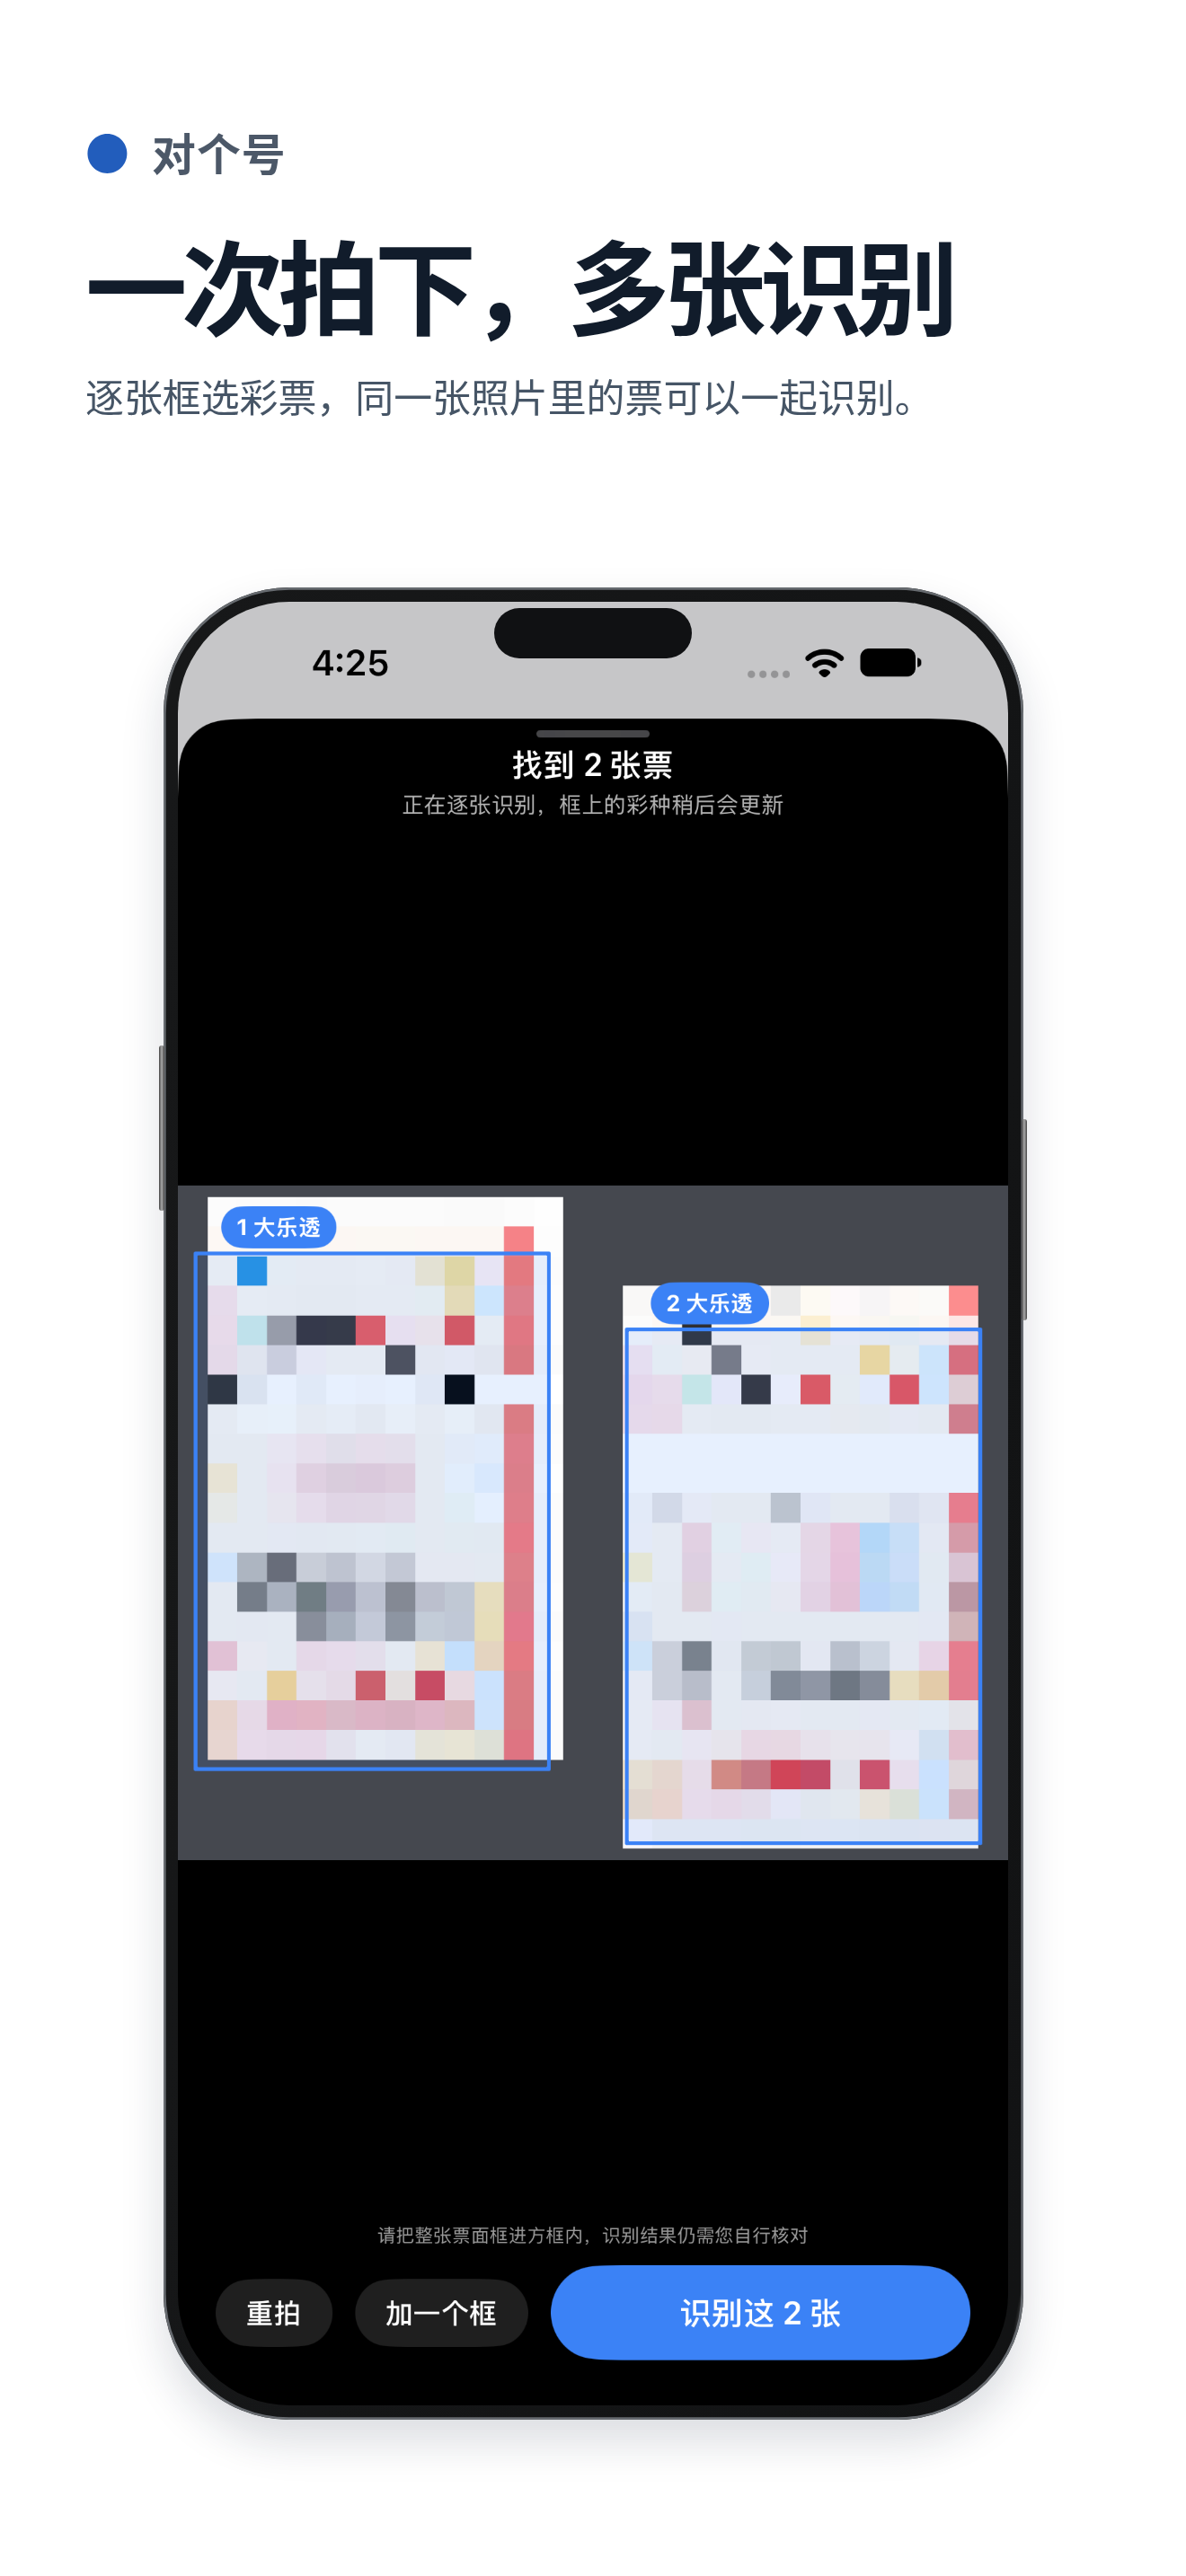 对个号
一次拍下，多张识别
逐张框选彩票，同一张照片里的票可以一起识别。
4:25
找到 2 张票
正在逐张识别，框上的彩种稍后会更新
1 大乐透
2 大乐透
请把整张票面框进方框内，识别结果仍需您自行核对
重拍
加一个框
识别这 2 张